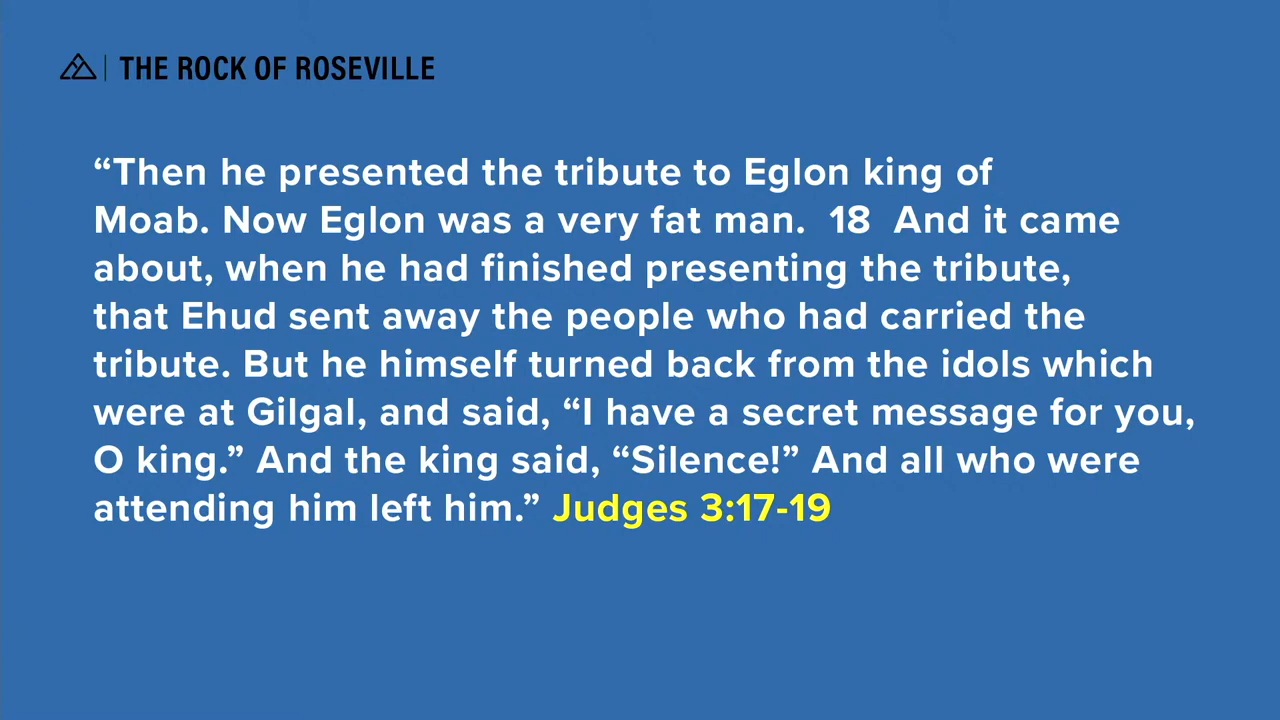 THE ROCK OF ROSEVILLE
“Then he presented the tribute to Eglon king of
Moab. Now Eglon was a very fat man.  18  And it came
about, when he had finished presenting the tribute,
that Ehud sent away the people who had carried the
tribute. But he himself turned back from the idols which
were at Gilgal, and said, “I have a secret message for you,
O king.” And the king said, “Silence!” And all who were
attending him left him.” Judges 3:17-19